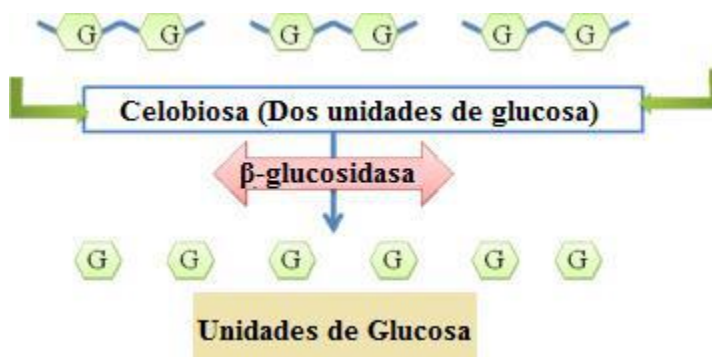 G G G G G G
Celobiosa (Dos unidades de glucosa)
β-glucosidasa
G G G G G G
Unidades de Glucosa